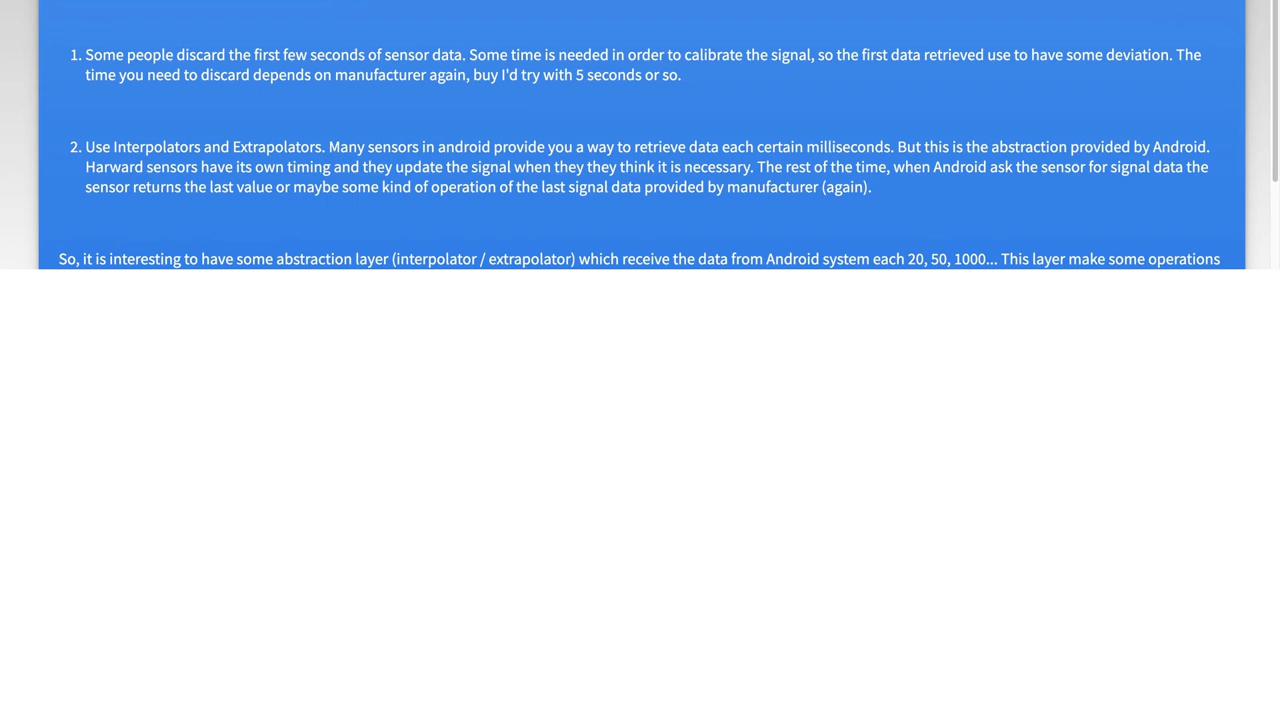 1. Some people discard the first few seconds of sensor data. Some time is needed in order to calibrate the signal, so the first data retrieved use to have some deviation. The
time you need to discard depends on manufacturer again, buy I'd try with 5 seconds or so.
2. Use Interpolators and Extrapolators. Many sensors in android provide you a way to retrieve data each certain milliseconds. But this is the abstraction provided by Android.
Harward sensors have its own timing and they update the signal when they they think it is necessary. The rest of the time, when Android ask the sensor for signal data the
sensor returns the last value or maybe some kind of operation of the last signal data provided by manufacturer (again).
So, it is interesting to have some abstraction layer (interpolator / extrapolator) which receive the data from Android system each 20, 50, 1000... This layer make some operations